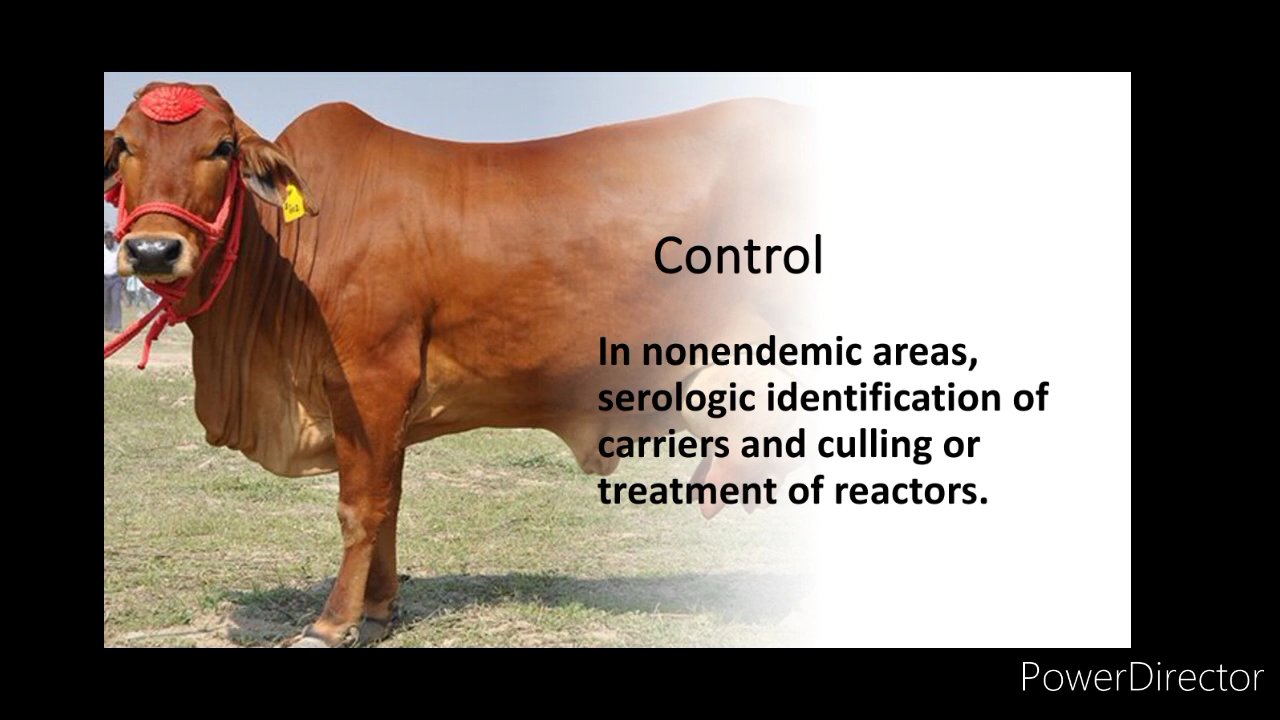 Control
In nonendemic areas,
serologic identification of
carriers and culling or
treatment of reactors.
PowerDirector